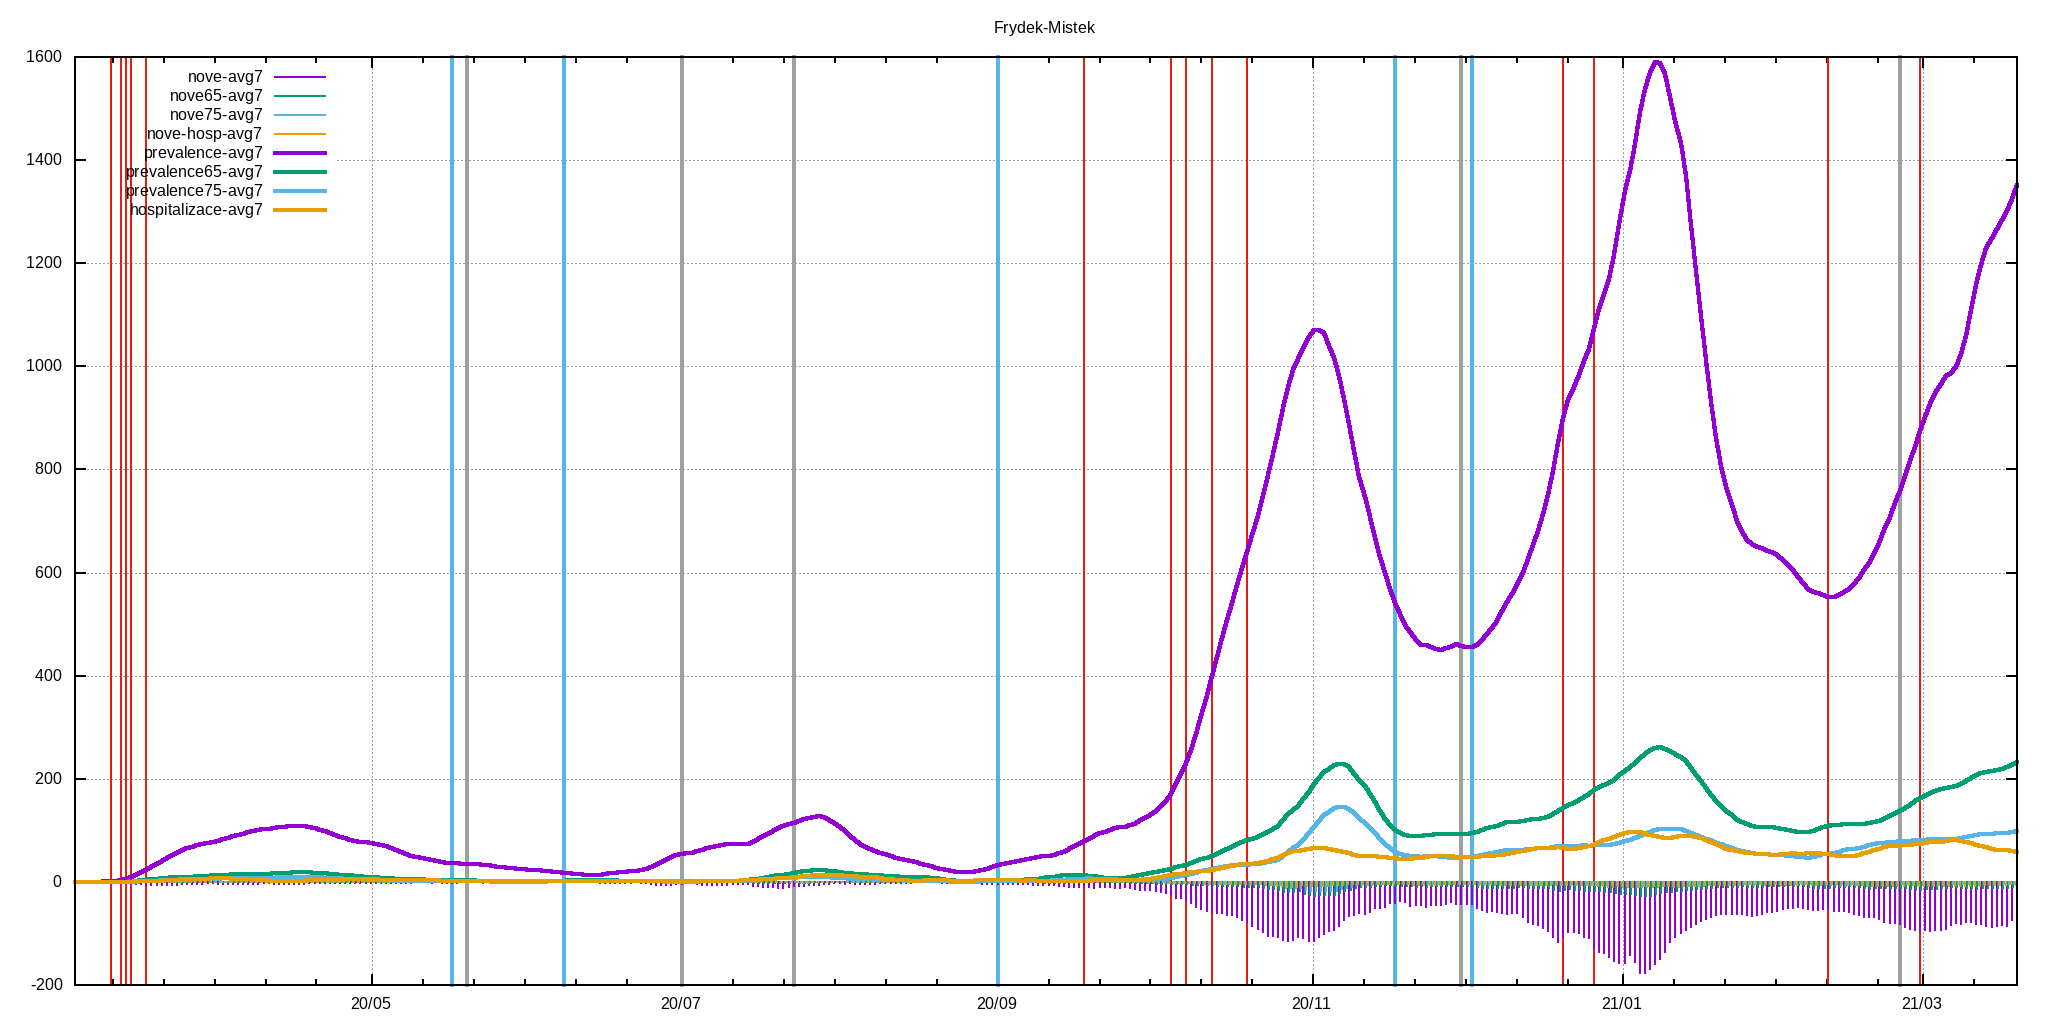 Frydek-Mistek
nove-avg7
nove65-avg7
nove75-avg7
nove-hosp-avg7
prevalence-avg7
prevalence65-avg7
prevalence75-avg7
hospitalizace-avg7
1600
1400
1200
1000
800
600
400
200
0
-200
20/05 20/07 20/09 20/11 21/01 21/03